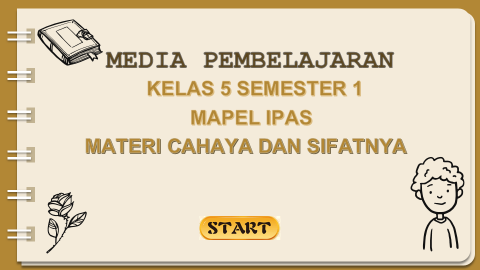 MEDIA PEMBELAJARAN
KELAS 5 SEMESTER 1
MAPEL IPAS
MATERI CAHAYA DAN SIFATNYA
START